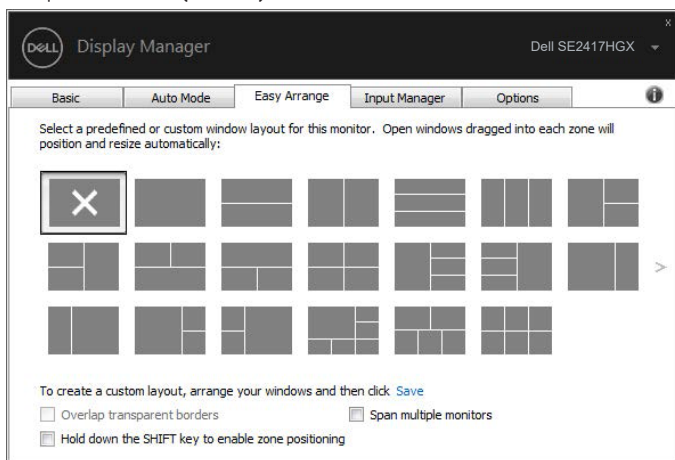 x
DELL Display Manager Dell SE2417HGX
Basic Auto Mode Easy Arrange Input Manager Options
Select a predefined or custom window layout for this monitor. Open windows dragged into each zone will
position and resize automatically:
>
To create a custom layout, arrange your windows and then click Save
Overlap transparent borders Span multiple monitors
Hold down the SHIFT key to enable zone positioning